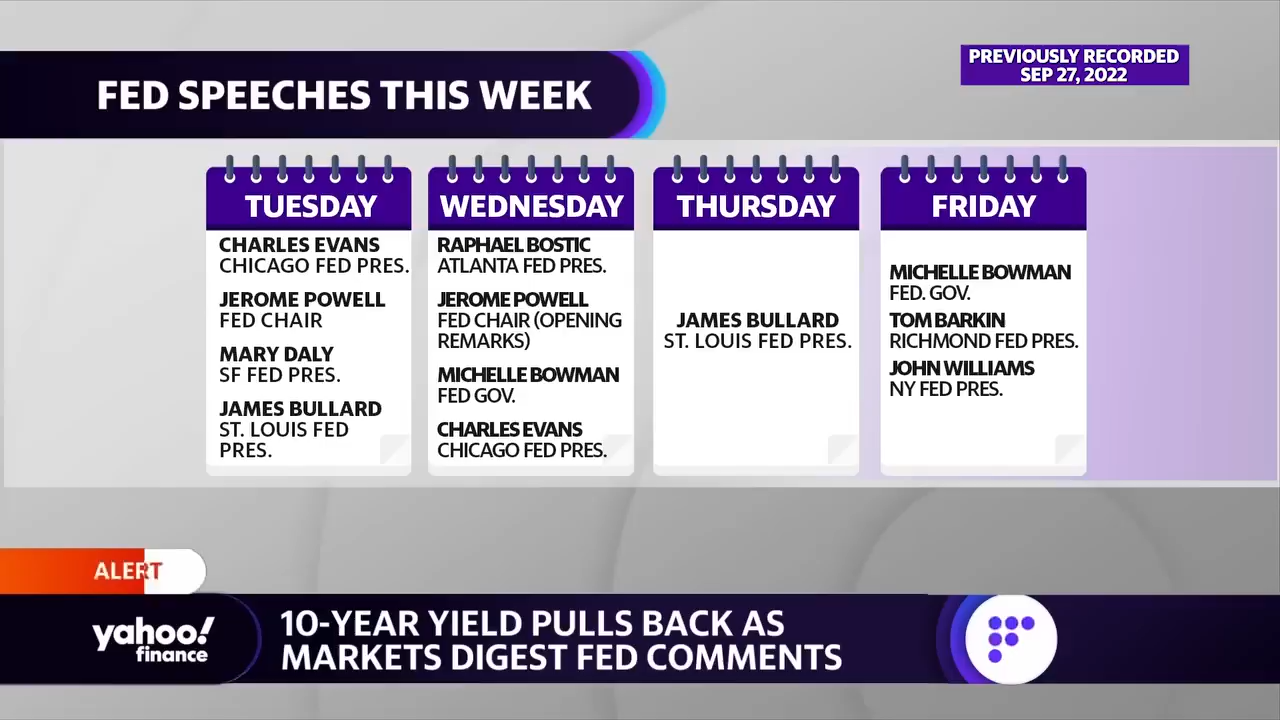 FED SPEECHES THIS WEEK
PREVIOUSLY RECORDED
SEP 27, 2022
TUESDAY
CHARLES EVANS
CHICAGO FED PRES.
JEROME POWELL
FED CHAIR
MARY DALY
SF FED PRES.
JAMES BULLARD
ST. LOUIS FED
PRES.
WEDNESDAY
RAPHAEL BOSTIC
ATLANTA FED PRES.
JEROME POWELL
FED CHAIR (OPENING
REMARKS)
MICHELLE BOWMAN
FED GOV.
CHARLES EVANS
CHICAGO FED PRES.
THURSDAY
JAMES BULLARD
ST. LOUIS FED PRES.
FRIDAY
MICHELLE BOWMAN
FED. GOV.
TOM BARKIN
RICHMOND FED PRES.
JOHN WILLIAMS
NY FED PRES.
ALERT
yahoo!
finance
10-YEAR YIELD PULLS BACK AS
MARKETS DIGEST FED COMMENTS